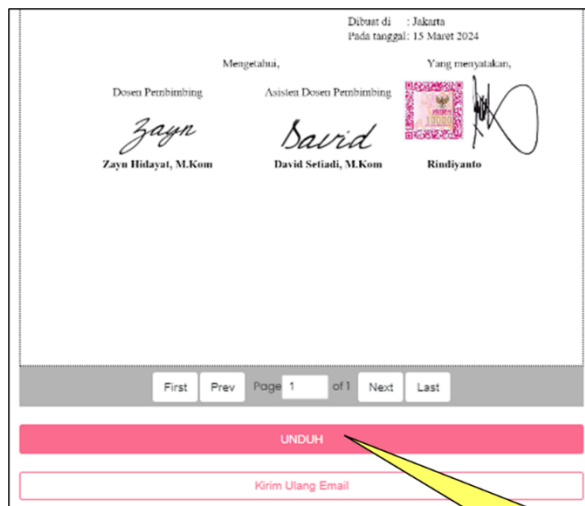 Dibuat di : Jakarta
Pada tanggal: 15 Maret 2024
Mengetahui, Yang menyatakan,
Dosen Pembimbing Asisten Dosen Pembimbing
Zayn David
Zayn Hidayat, M.Kom David Setiadi, M.Kom Rindiyanto
First Prev Page 1 of 1 Next Last
UNDUH
Kirim Ulang Email